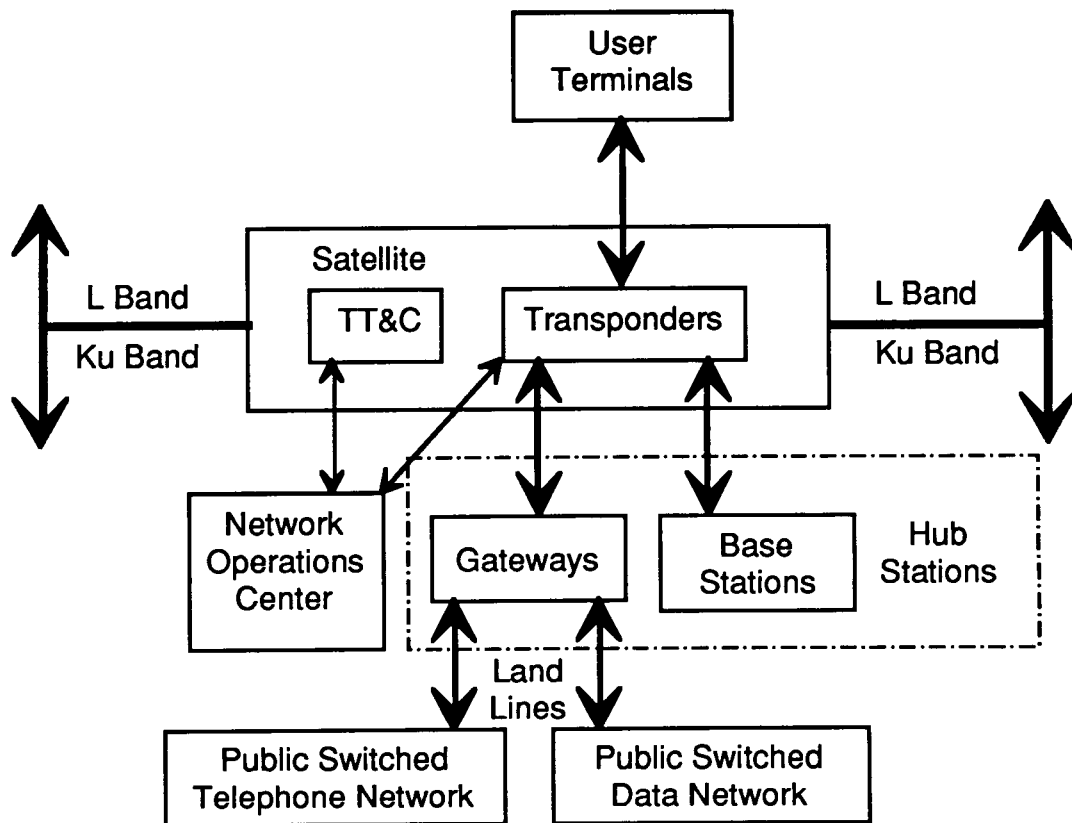 User
Terminals
Satellite
L Band
TT&C
Transponders
L Band
Ku Band
Ku Band
Network
Operations
Center
Gateways
Base
Stations
Hub
Stations
Land
Lines
Public Switched
Telephone Network
Public Switched
Data Network